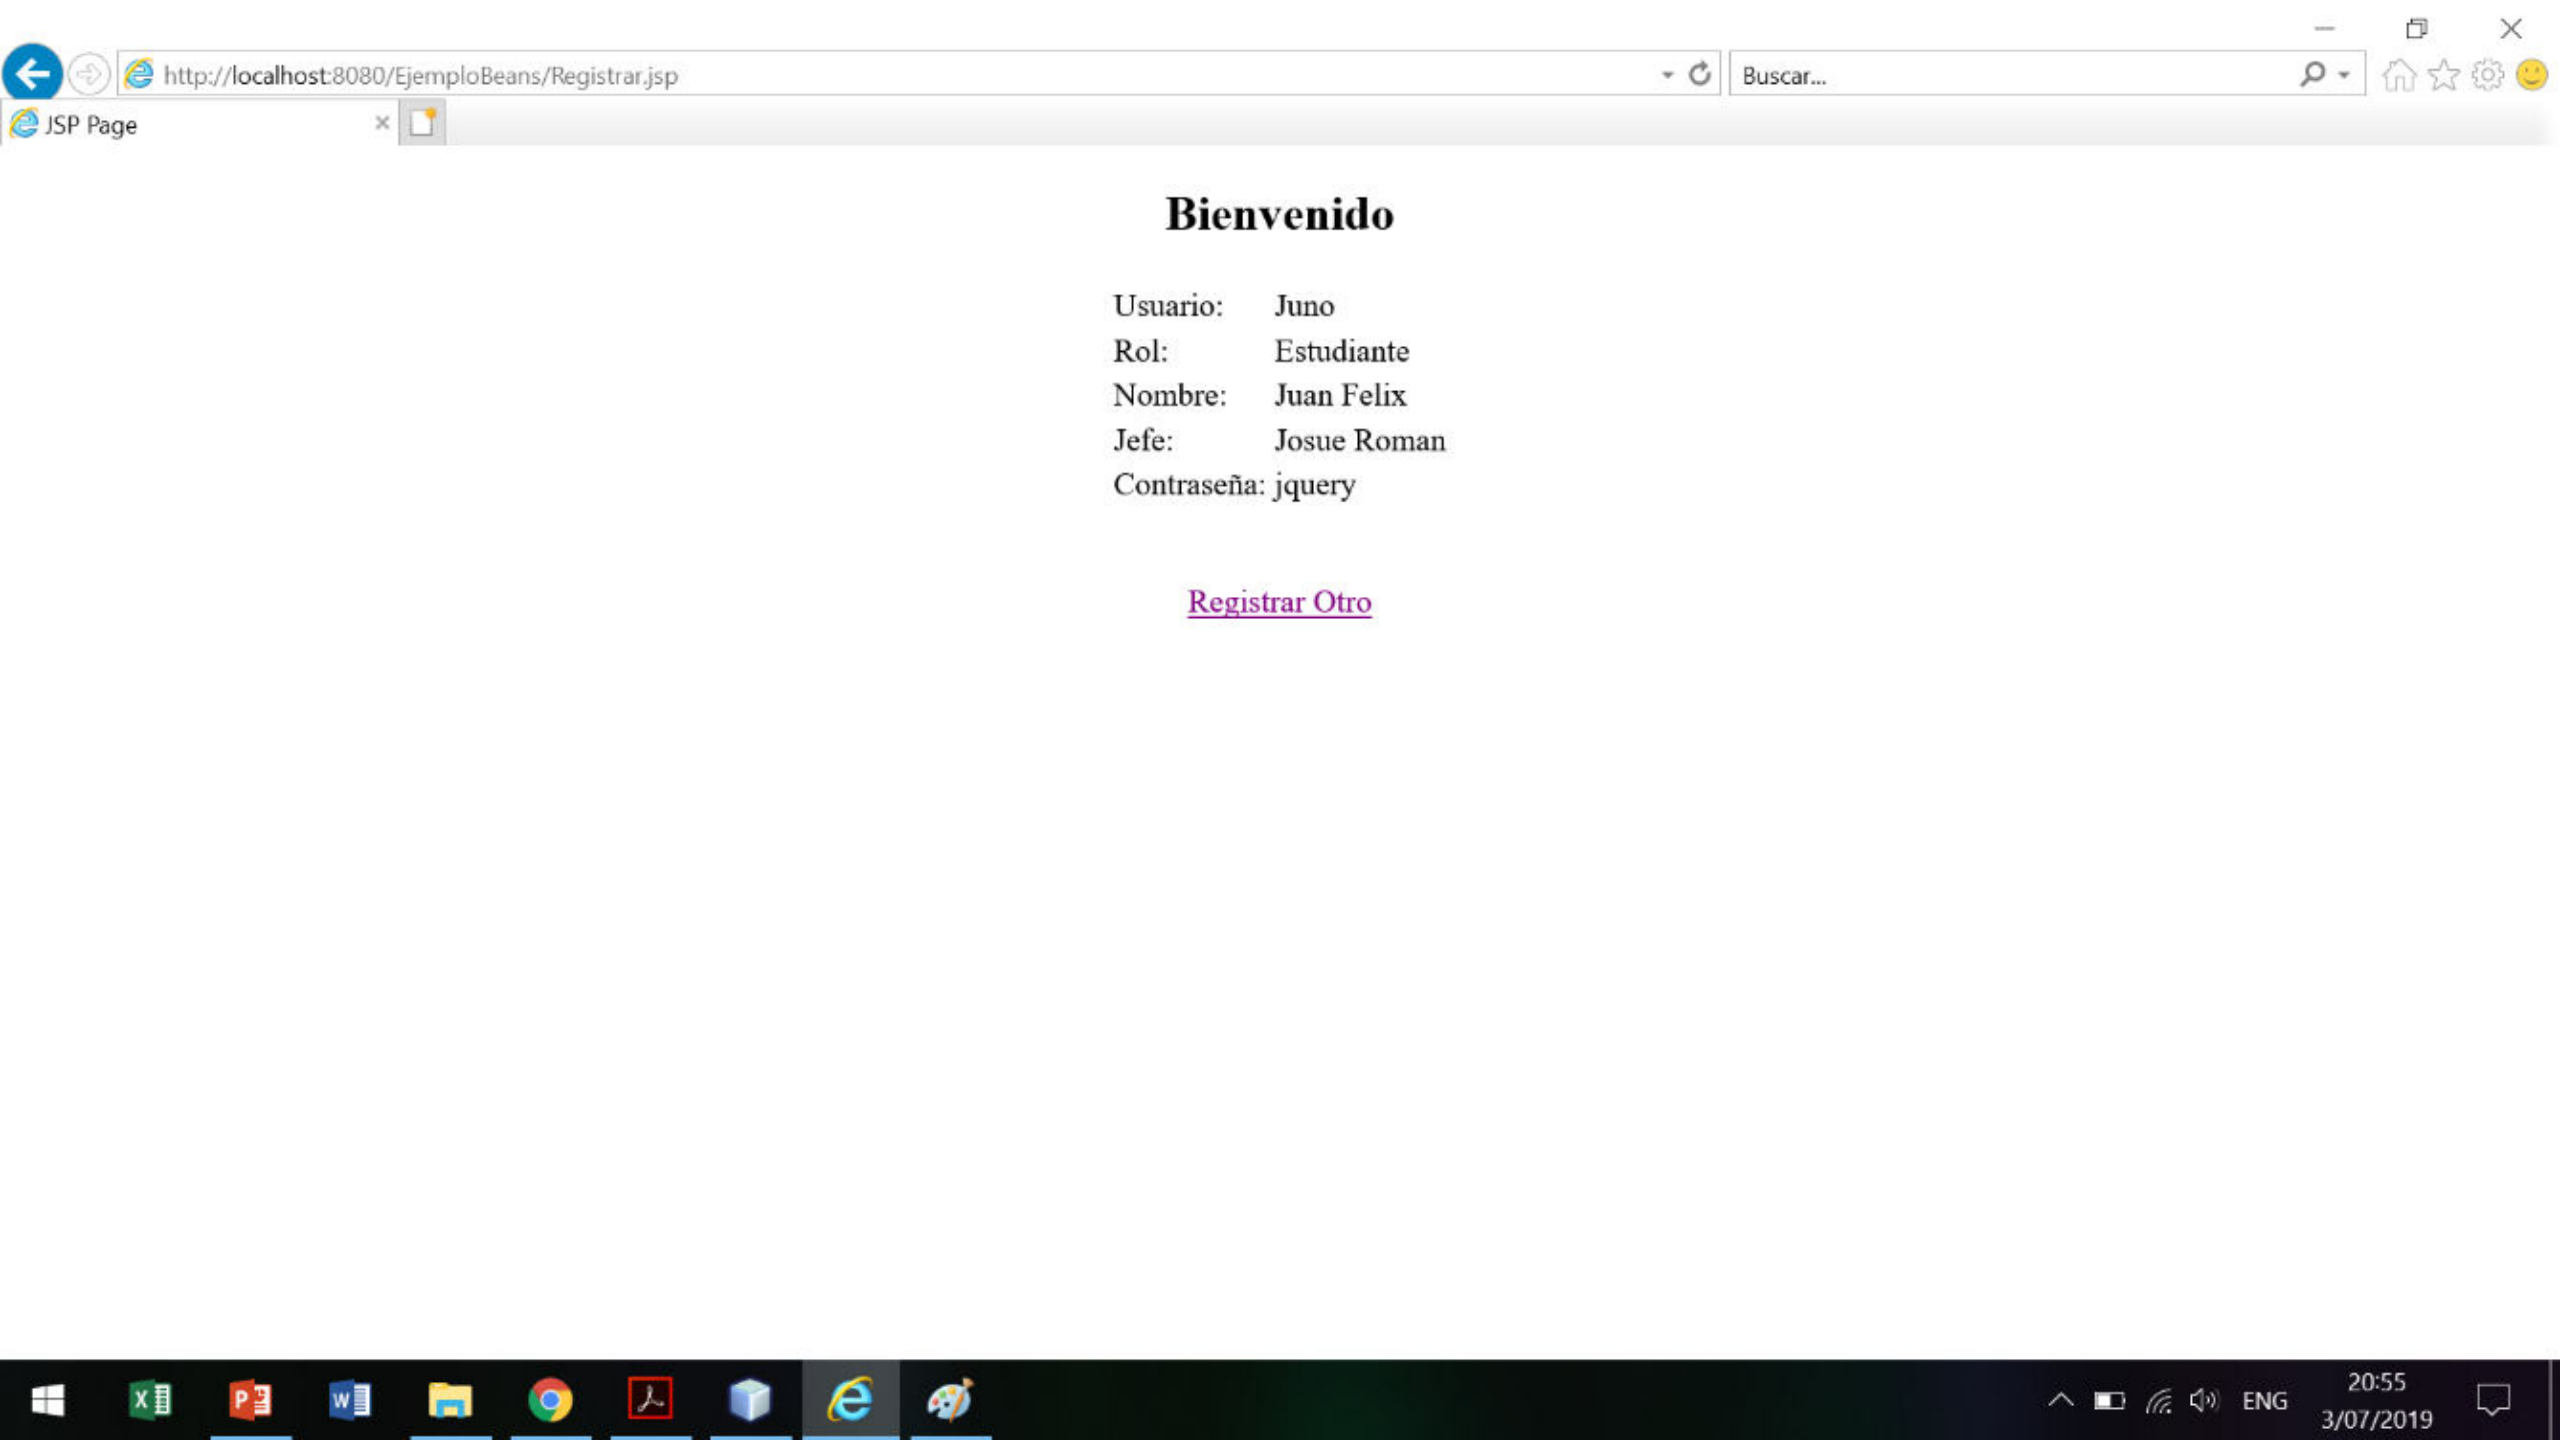 http://localhost:8080/EjemploBeans/Registrar.jsp
Buscar...
JSP Page
Bienvenido
Usuario: Juno
Rol: Estudiante
Nombre: Juan Felix
Jefe: Josue Roman
Contraseña: jquery
Registrar Otro
ENG
20:55
3/07/2019